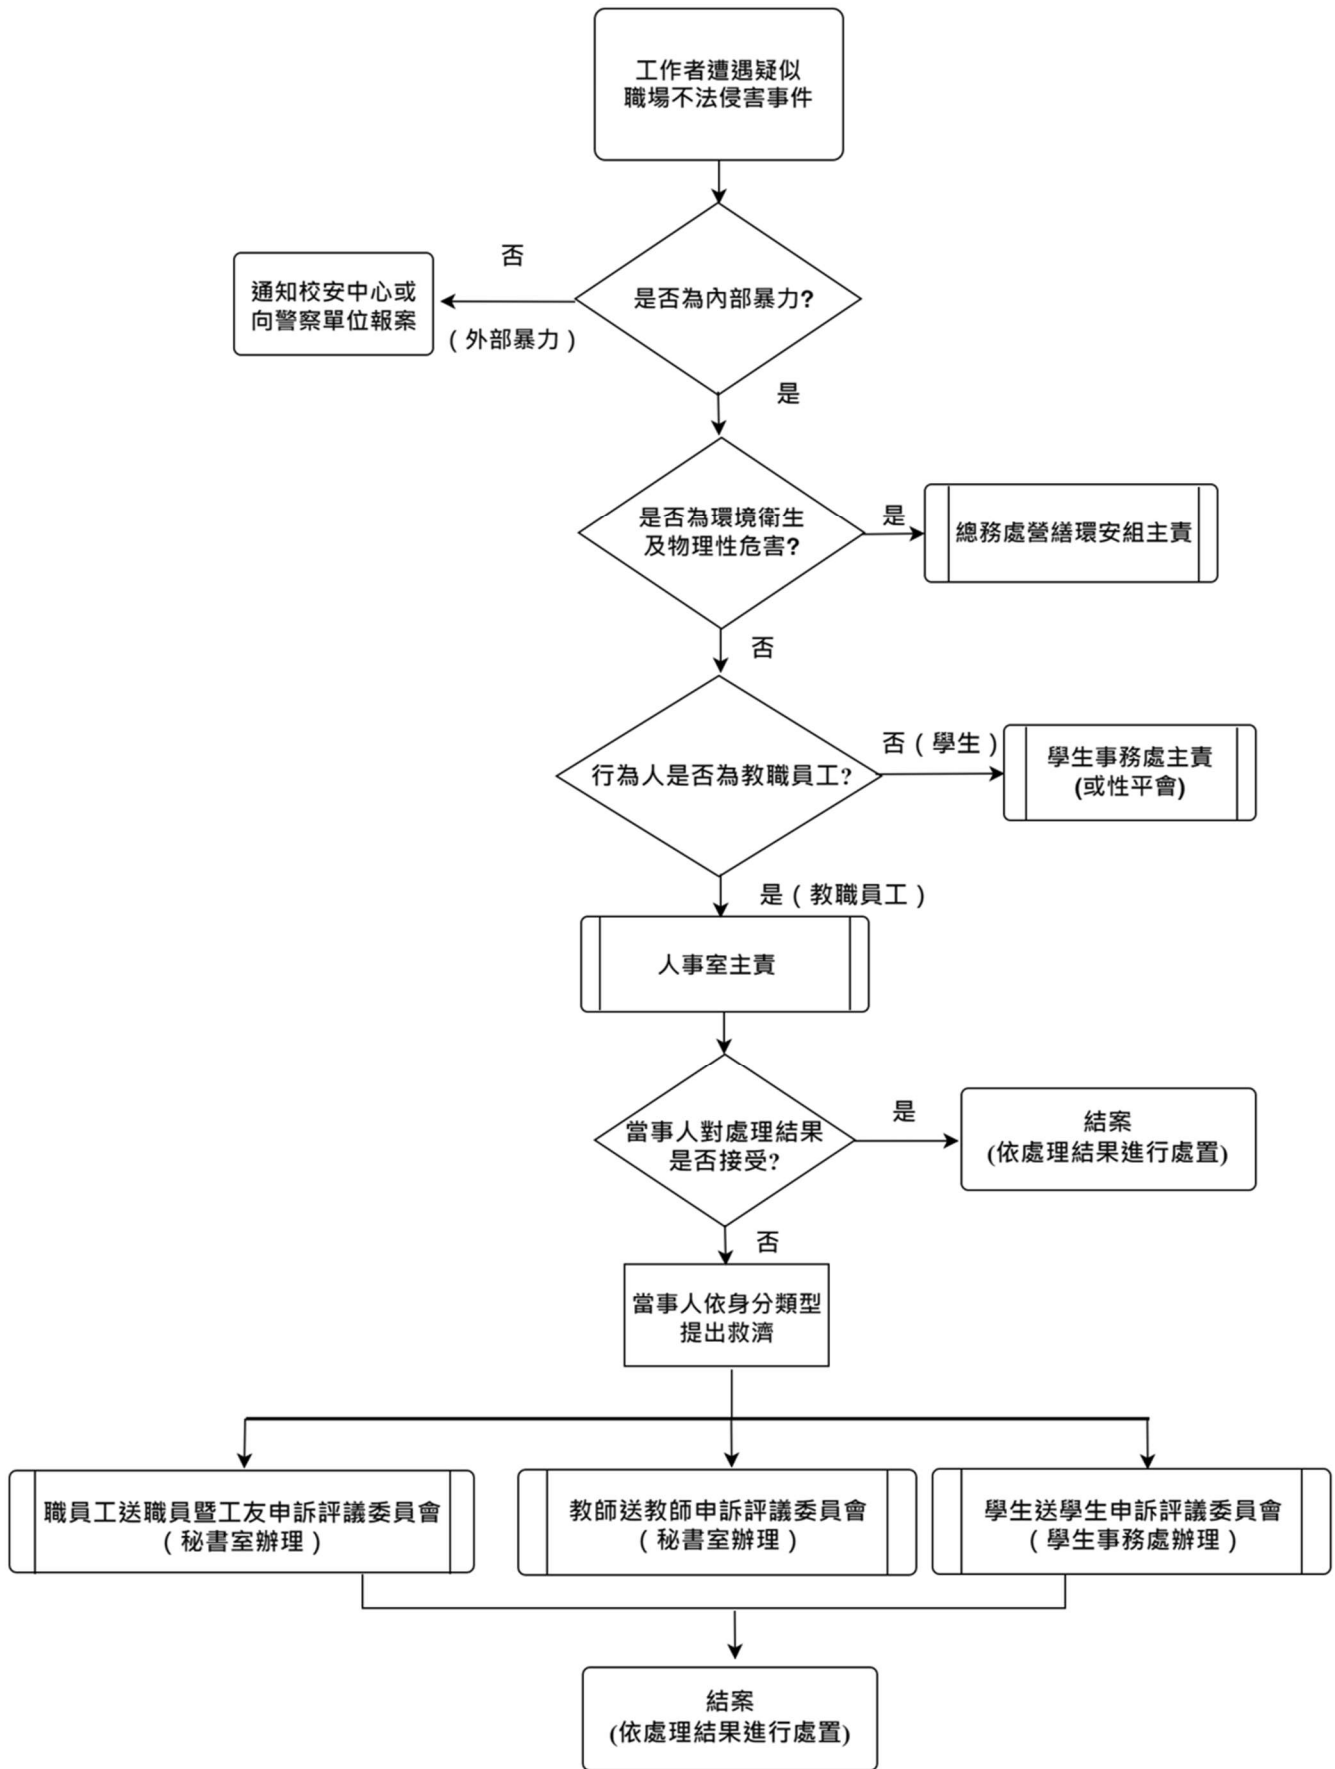 工作者遭遇疑似
職場不法侵害事件
否
通知校安中心或
向警察單位報案
(外部暴力)
是否為內部暴力?
是
是否為環境衛生
及物理性危害?
是
總務處營繕環安組主責
否
行為人是否為教職員工?
否(學生)
學生事務處主責
(或性平會)
是(教職員工)
人事室主責
當事人對處理結果
是否接受?
是
結案
(依處理結果進行處置)
否
當事人依身分類型
提出救濟
職員工送職員暨工友申訴評議委員會
(秘書室辦理)
教師送教師申訴評議委員會
(秘書室辦理)
學生送學生申訴評議委員會
(學生事務處辦理)
結案
(依處理結果進行處置)